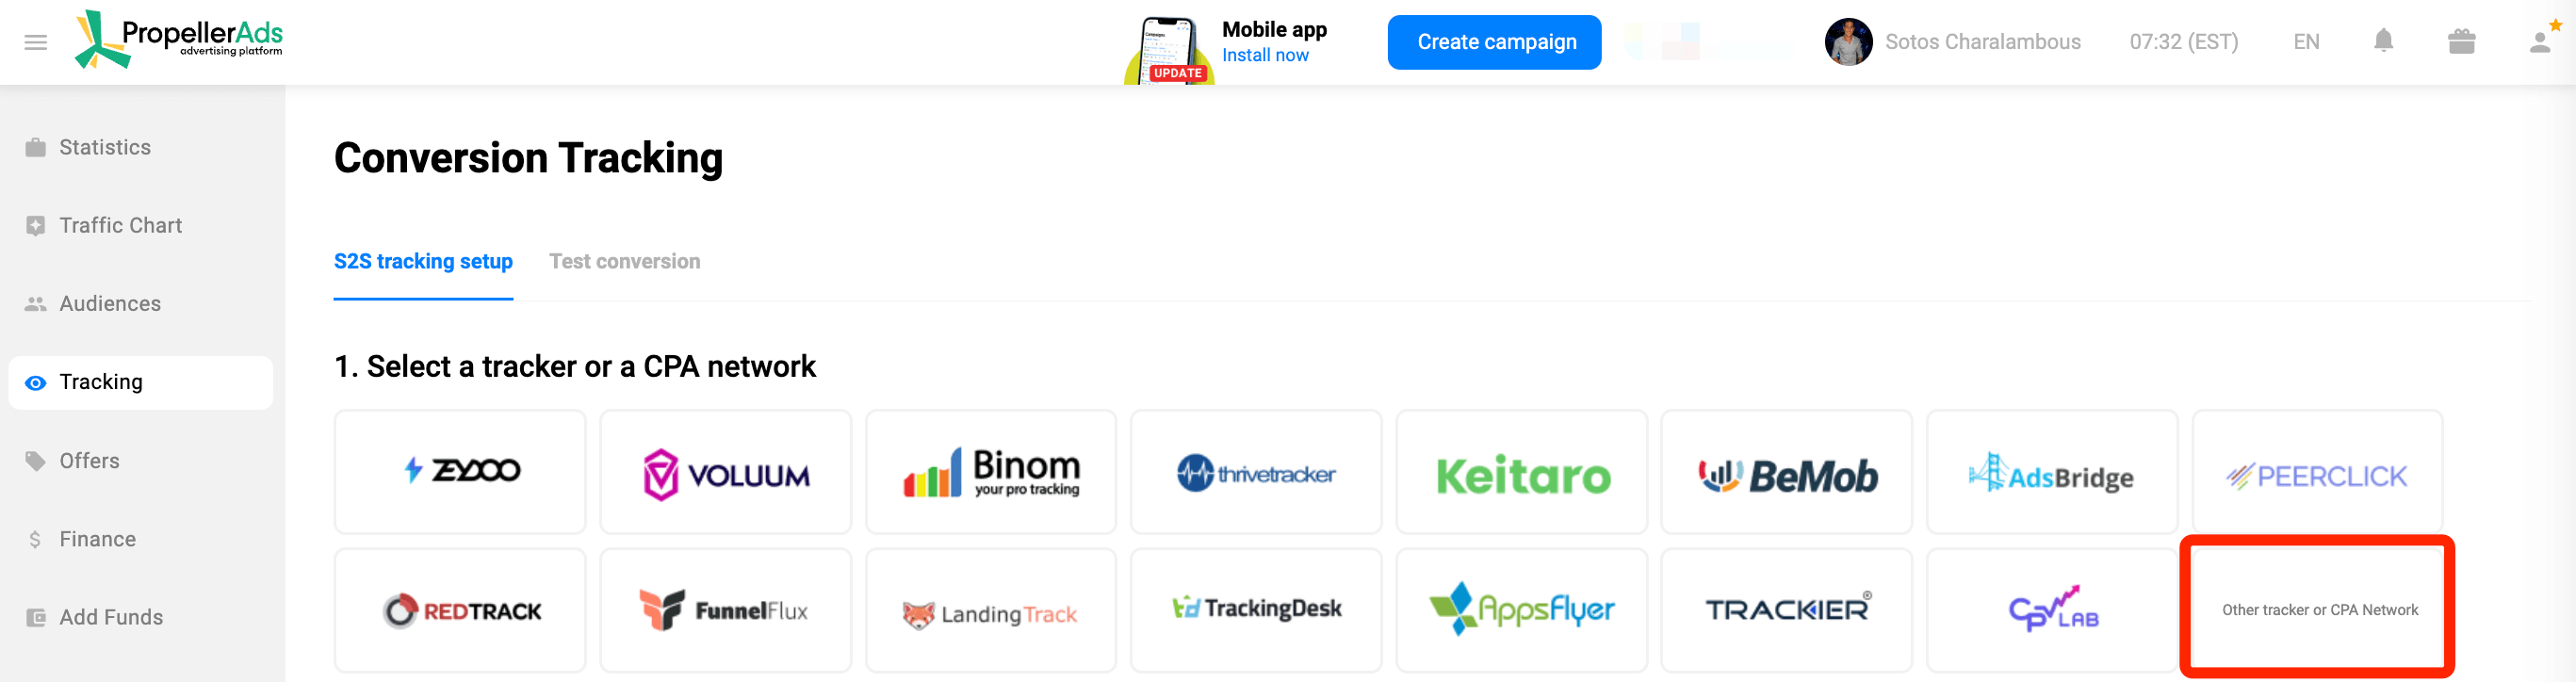 PropellerAds
advertising platform
UPDATE
Mobile app
Install now
Create campaign
Sotos Charalambous
07:32 (EST)
EN
Statistics
Traffic Chart
Audiences
Tracking
Offers
Finance
Add Funds
Conversion Tracking
S2S tracking setup
Test conversion
1. Select a tracker or a CPA network
ZEYDOO
VOLUUM
Binom
your pro tracking
thrivetracker
Keitaro
BeMob
AdsBridge
PEERCLICK
REDTRACK
FunnelFlux
LandingTrack
TrackingDesk
AppsFlyer
TRACKIER®
CPV LAB
Other tracker or CPA Network